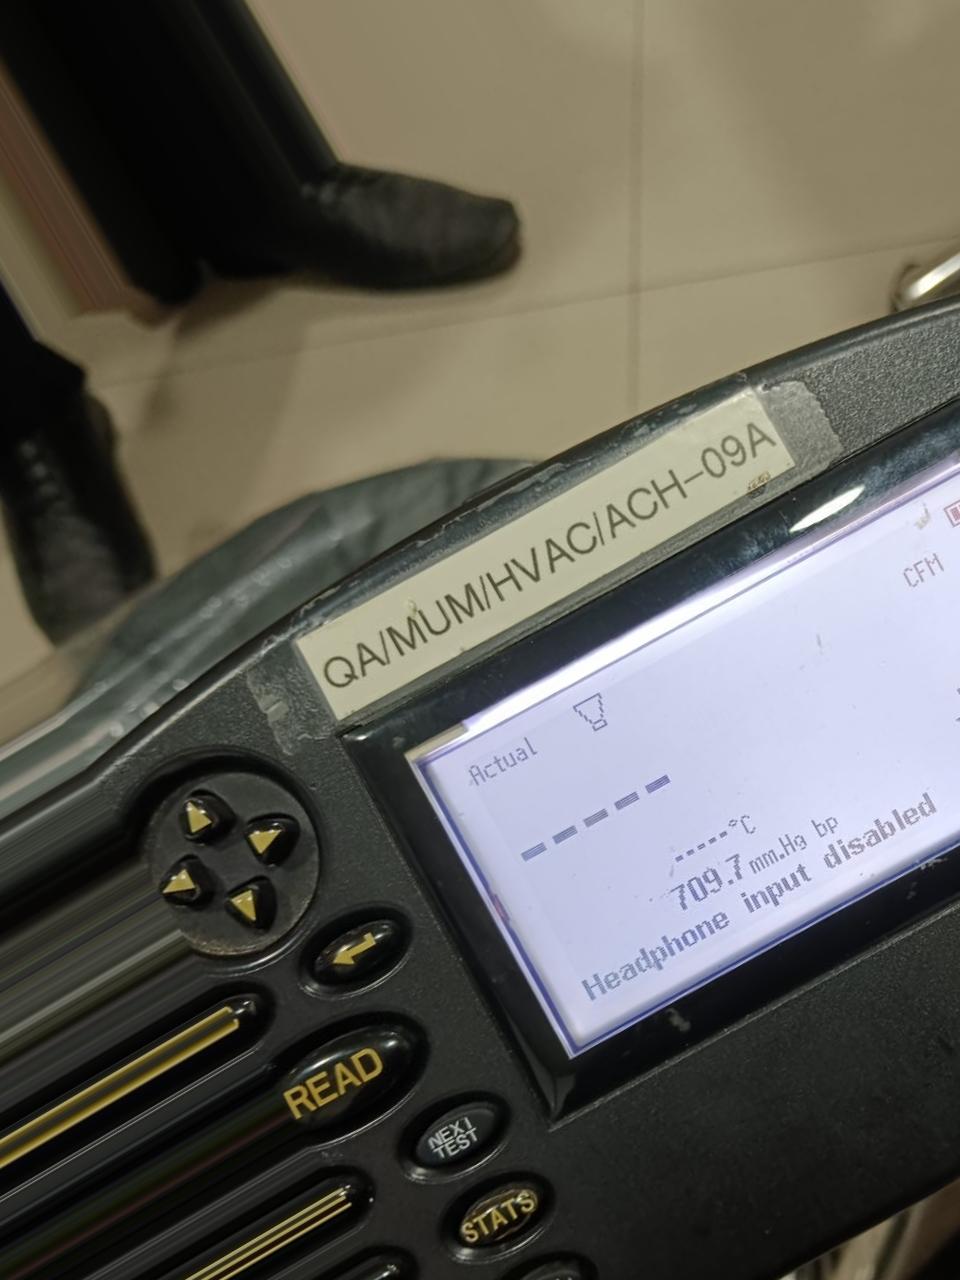 QA/MUM/HVAC/ACH-09A
CFM
Actual
-----
----°C
709.7 mm.Hg bp
Headphone input disabled
READ
NEXT
TEST
STATS